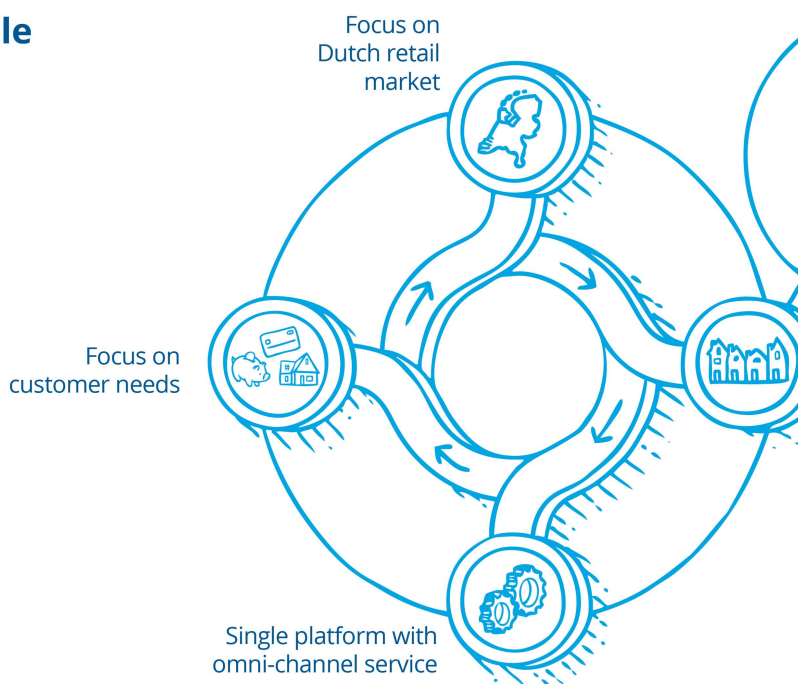 le
Focus on
Dutch retail
market
Focus on
customer needs
Single platform with
omni-channel service